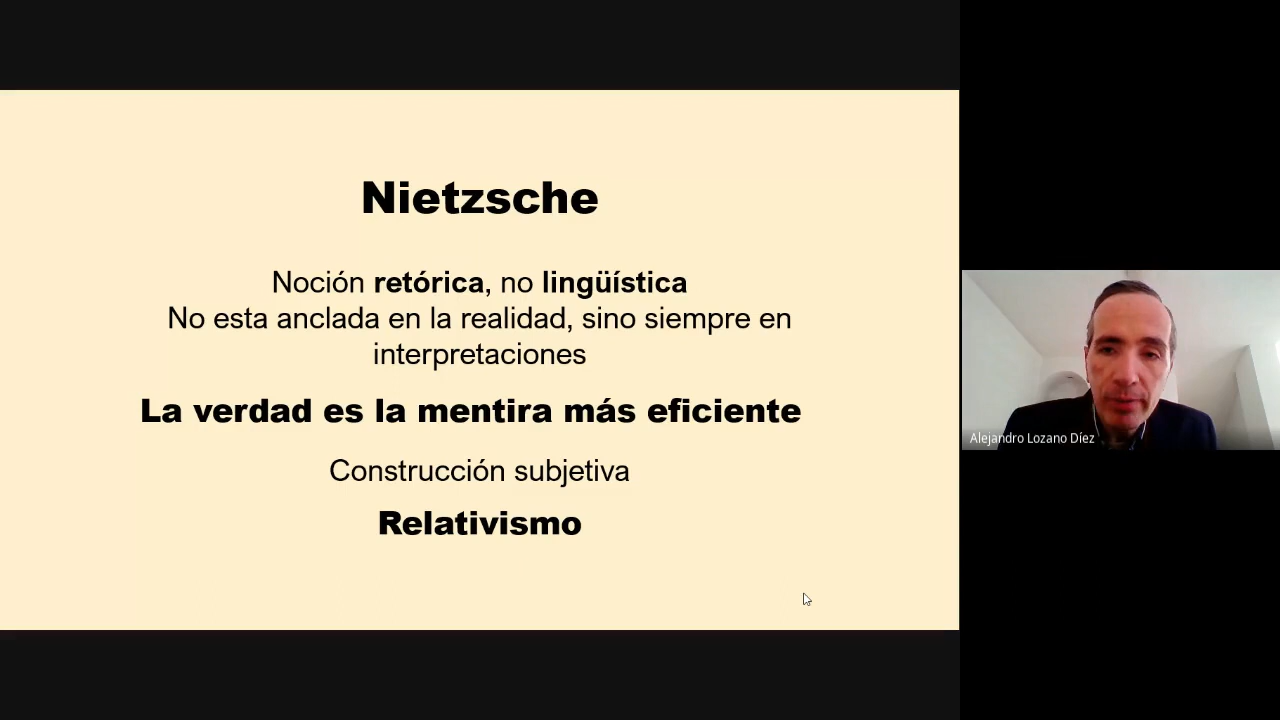 Nietzsche
Noción retórica, no lingüística
No esta anclada en la realidad, sino siempre en
interpretaciones
La verdad es la mentira más eficiente
Construcción subjetiva
Relativismo
Alejandro Lozano Díez